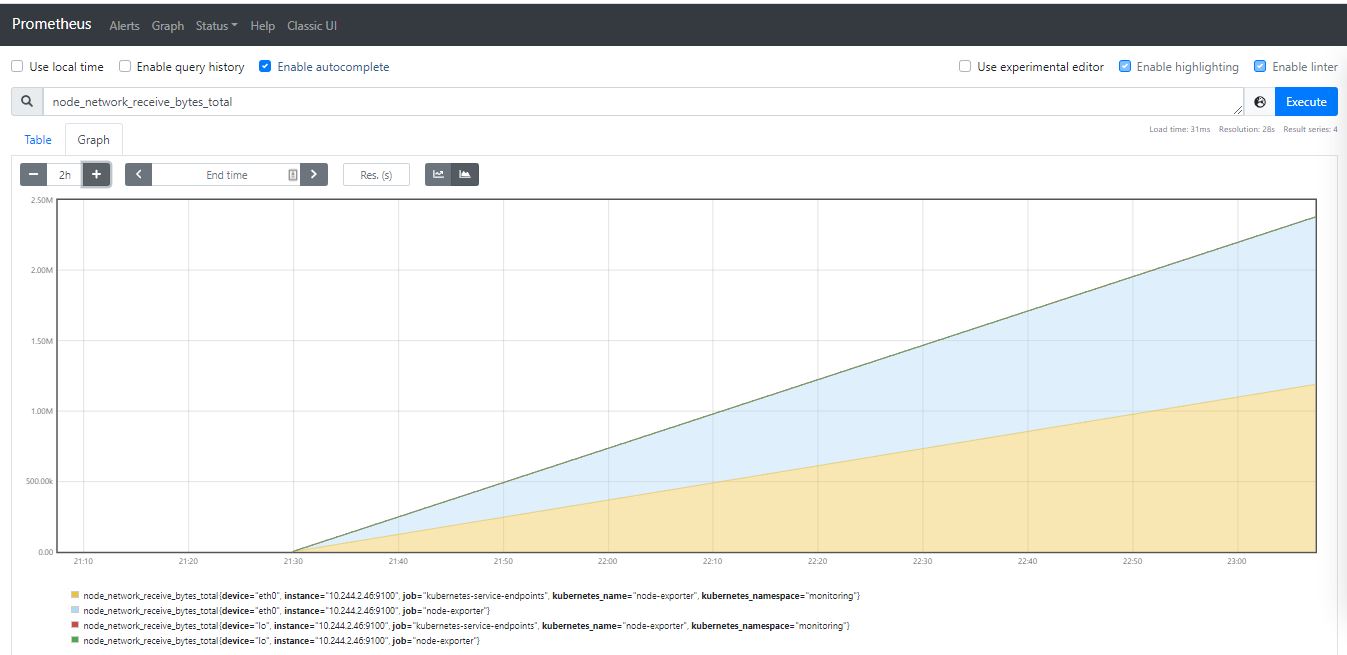 Prometheus Alerts Graph Status Help Classic UI
Use local time Enable query history Enable autocomplete Use experimental editor Enable highlighting Enable linter
node_network_receive_bytes_total Execute
Load time: 31ms Resolution: 28s Result series: 4
Table Graph
2h End time Res. (s)
2.50M
2.00M
1.50M
1.00M
500.00k
0.00
21:10 21:20 21:30 21:40 21:50 22:00 22:10 22:20 22:30 22:40 22:50 23:00
node_network_receive_bytes_total{device="eth0", instance="10.244.2.46:9100", job="kubernetes-service-endpoints", kubernetes_name="node-exporter", kubernetes_namespace="monitoring"}
node_network_receive_bytes_total{device="eth0", instance="10.244.2.46:9100", job="node-exporter"}
node_network_receive_bytes_total{device="lo", instance="10.244.2.46:9100", job="kubernetes-service-endpoints", kubernetes_name="node-exporter", kubernetes_namespace="monitoring"}
node_network_receive_bytes_total{device="lo", instance="10.244.2.46:9100", job="node-exporter"}